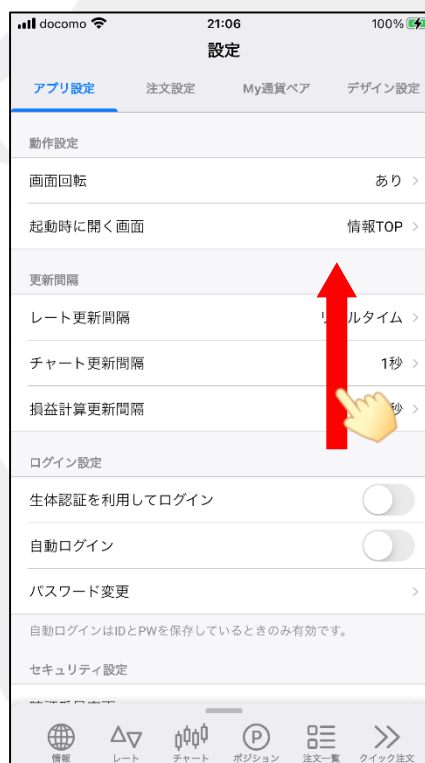 docomo 21:06 100%
設定
アプリ設定 注文設定 My通貨ペア デザイン設定
動作設定
画面回転 あり
起動時に開く画面 情報TOP
更新間隔
レート更新間隔 ルタイム
チャート更新間隔 1秒
損益計算更新間隔 秒
ログイン設定
生体認証を利用してログイン
自動ログイン
パスワード変更
自動ログインはIDとPWを保存しているときのみ有効です。
セキュリティ設定
情報 レート チャート ポジション 注文一覧 クイック注文